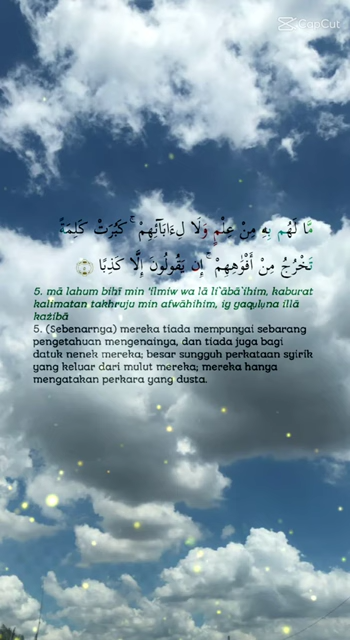 CapCut
مَّا لَهُم بِهِۦ مِنْ عِلْمٍ وَلَا لِءَابَآئِهِمْ ۚ كَبُرَتْ كَلِمَةً
تَخْرُجُ مِنْ أَفْوَٰهِهِمْ ۚ إِن يَقُولُونَ إِلَّا كَذِبًا ٥
5. mā lahum bihī min 'ilmiw wa lā li`ābā`ihim, kaburat
kalimatan takhruju min afwāhihim, iy yaqulụna illā
każibā
5. (Sebenarnya) mereka tiada mempunyai sebarang
pengetahuan mengenainya, dan tiada juga bagi
datuk nenek mereka; besar sungguh perkataan syirik
yang keluar dari mulut mereka; mereka hanya
mengatakan perkara yang dusta.